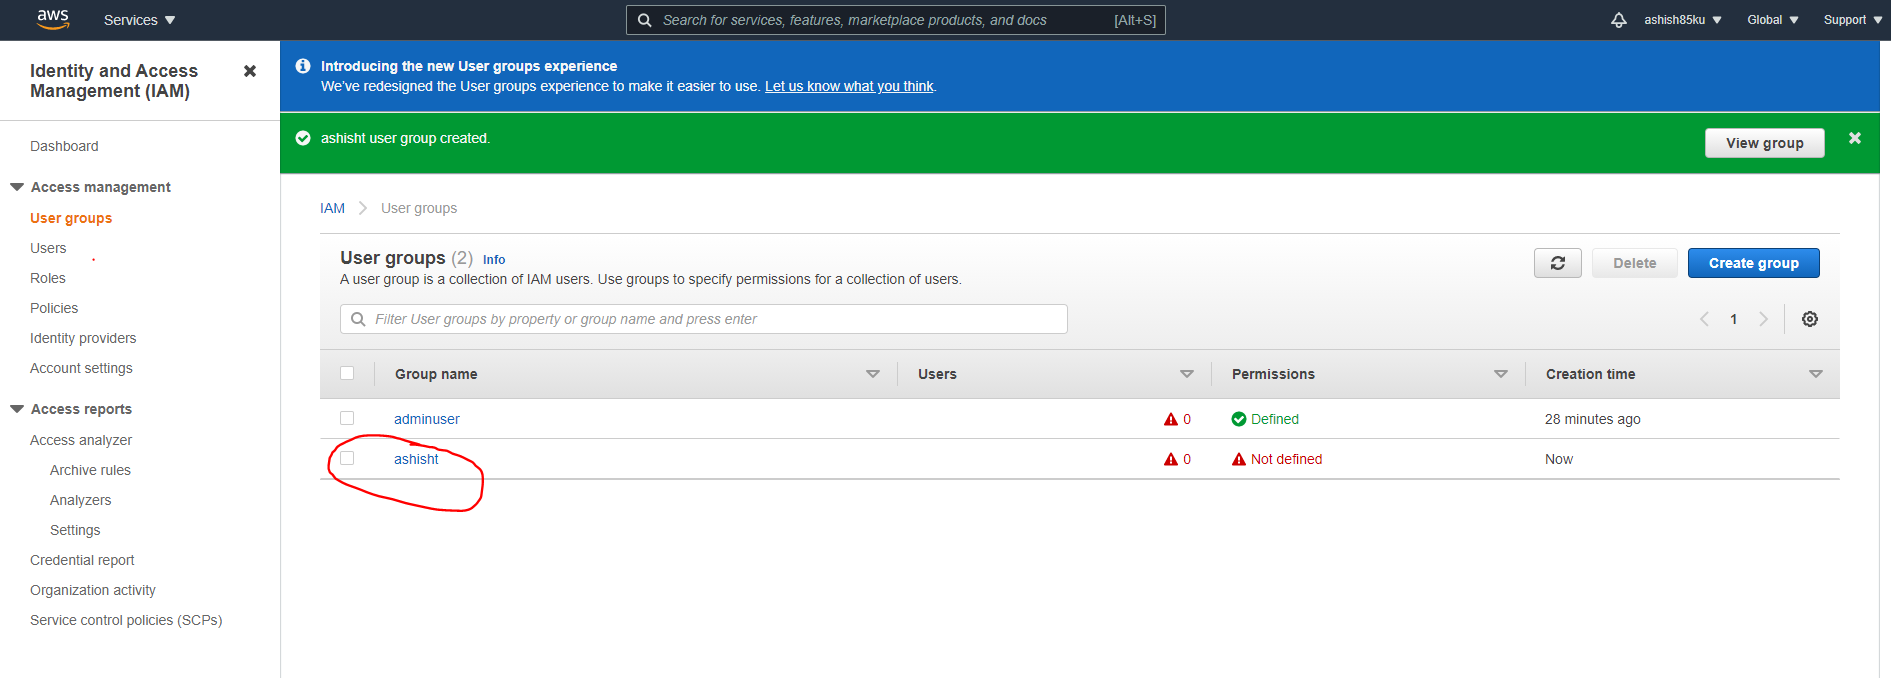 aws Services Search for services, features, marketplace products, and docs [Alt+S] ashish85ku Global Support
Identity and Access
Management (IAM)
Dashboard
Access management
User groups
Users
Roles
Policies
Identity providers
Account settings
Access reports
Access analyzer
Archive rules
Analyzers
Settings
Credential report
Organization activity
Service control policies (SCPs)
Introducing the new User groups experience
We've redesigned the User groups experience to make it easier to use. Let us know what you think.
ashisht user group created. View group
IAM User groups
User groups (2) Info
A user group is a collection of IAM users. Use groups to specify permissions for a collection of users.
Delete Create group
Filter User groups by property or group name and press enter 1
Group name Users Permissions Creation time
adminuser 0 Defined 28 minutes ago
ashisht 0 Not defined Now